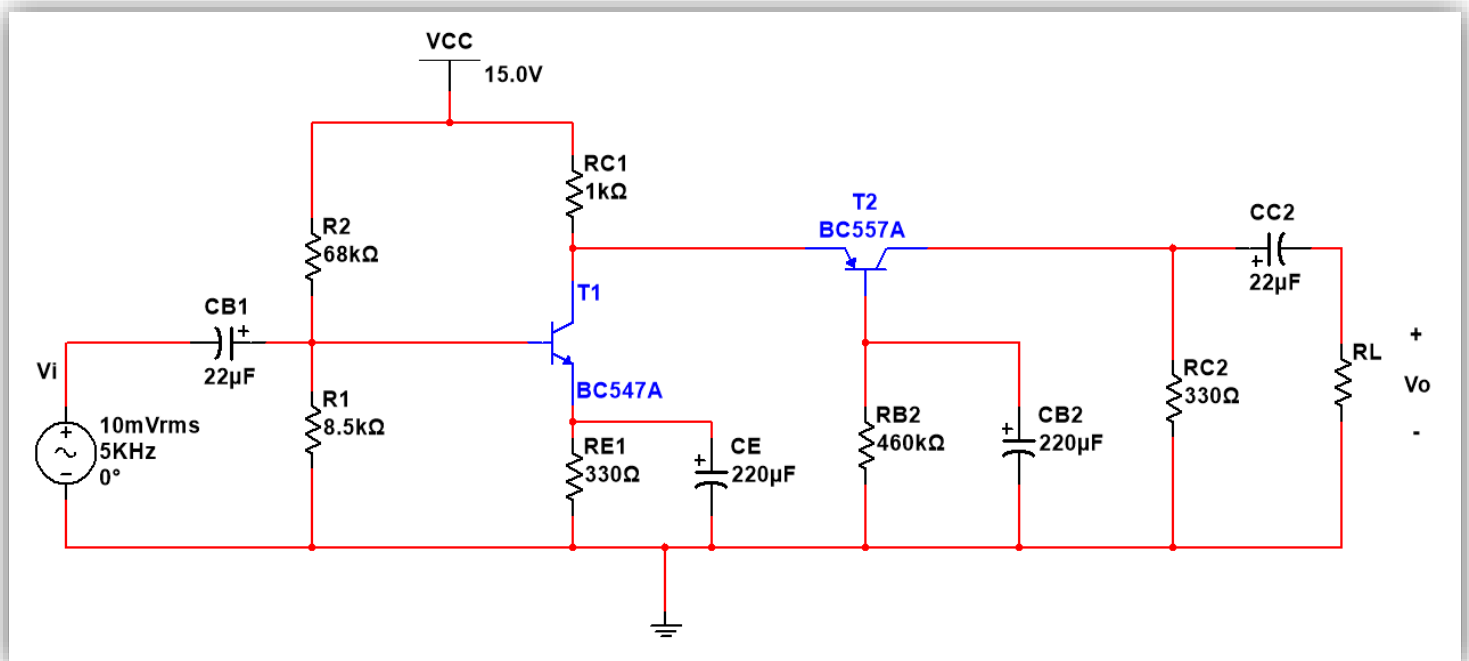 VCC
15.0V
RC1
1kΩ
R2
68kΩ
T2
BC557A
CC2
+
22µF
T1
CB1
+
22µF
Vi
BC547A
R1
8.5kΩ
10mVrms
5KHz
0°
+
-
RE1
330Ω
CE
+
220µF
RB2
460kΩ
CB2
+
220µF
RC2
330Ω
RL
+
Vo
-